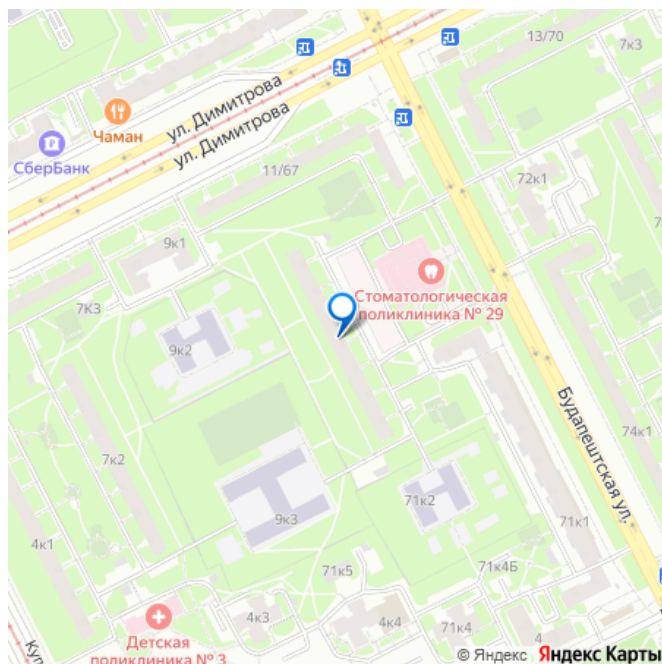 13/70
7к3
ул. Димитрова
Чаман
СберБанк
ул. Димитрова
11/67
72к1
9к1
Стоматологическая
поликлиника № 29
7К3
9к2
Будапештская ул.
74к1
7к2
71к2
9к3
71к1
4к1
71к5
71к4Б
4к3
4к4
71к4
4
Детская
поликлиника № 3
© Яндекс Яндекс Карты